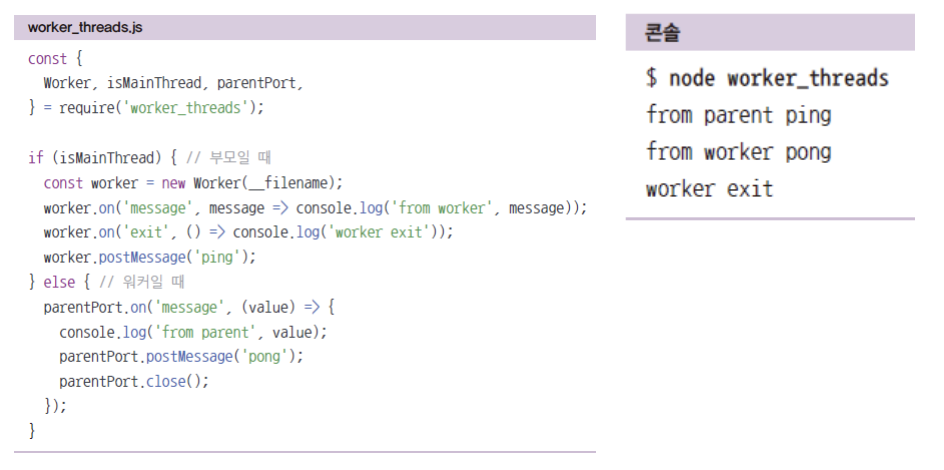 worker_threads.js
const {
  Worker, isMainThread, parentPort,
} = require('worker_threads');

if (isMainThread) { // 부모일 때
  const worker = new Worker(__filename);
  worker.on('message', message => console.log('from worker', message));
  worker.on('exit', () => console.log('worker exit'));
  worker.postMessage('ping');
} else { // 워커일 때
  parentPort.on('message', (value) => {
    console.log('from parent', value);
    parentPort.postMessage('pong');
    parentPort.close();
  });
}
콘솔
$ node worker_threads
from parent ping
from worker pong
worker exit